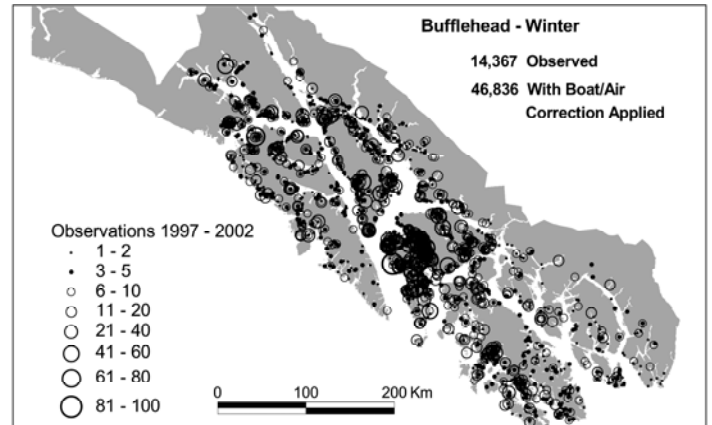 Bufflehead - Winter
14,367 Observed
46,836 With Boat/Air
Correction Applied
Observations 1997 - 2002
1 - 2
3 - 5
6 - 10
11 - 20
21 - 40
41 - 60
61 - 80
81 - 100
0 100 200 Km